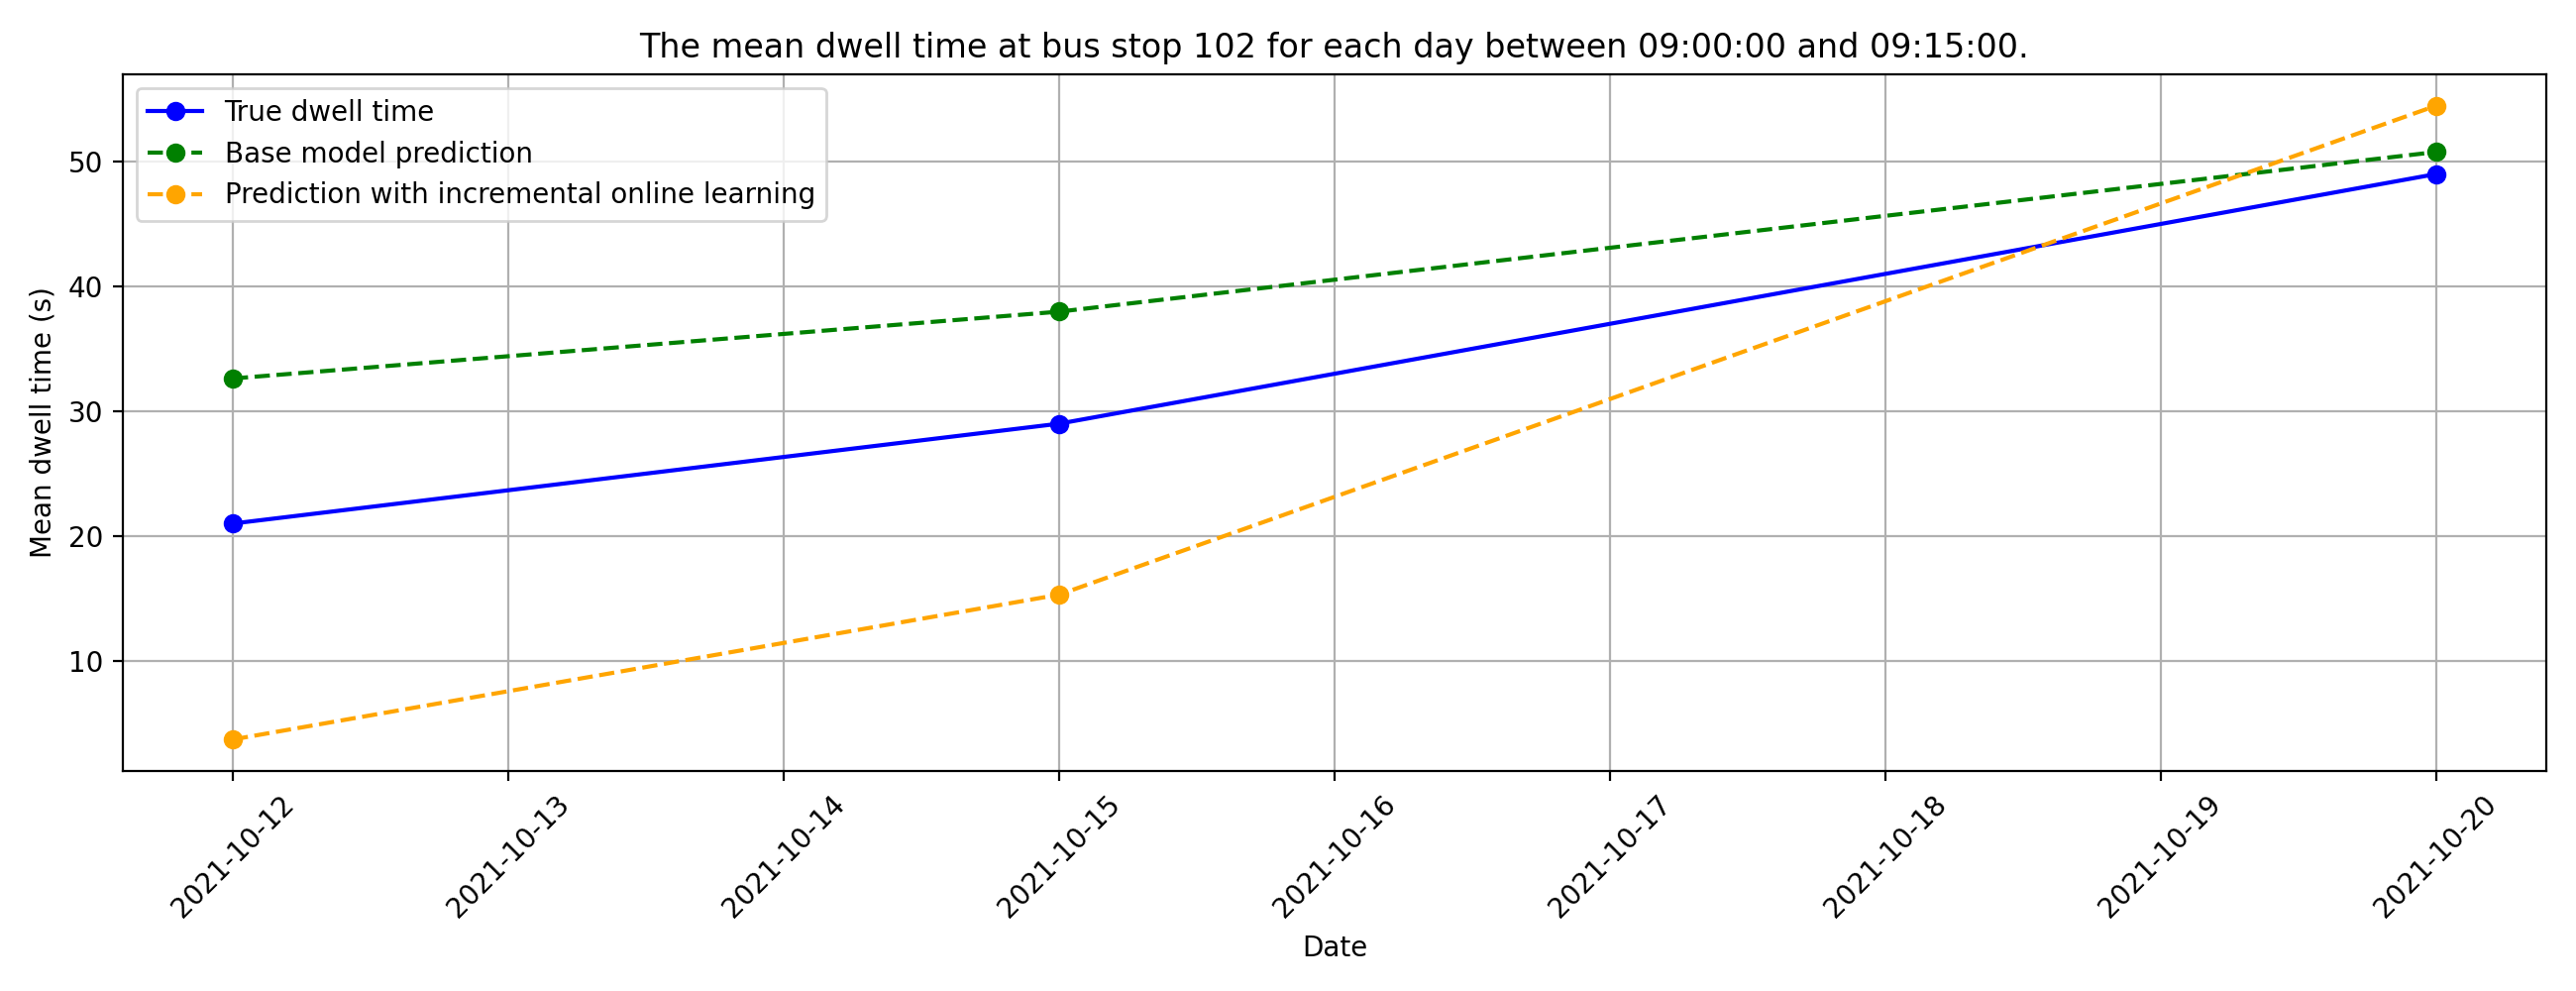 The mean dwell time at bus stop 102 for each day between 09:00:00 and 09:15:00.
True dwell time
Base model prediction
Prediction with incremental online learning
Mean dwell time (s)
50
40
30
20
10
2021-10-12
2021-10-13
2021-10-14
2021-10-15
2021-10-16
2021-10-17
2021-10-18
2021-10-19
2021-10-20
Date